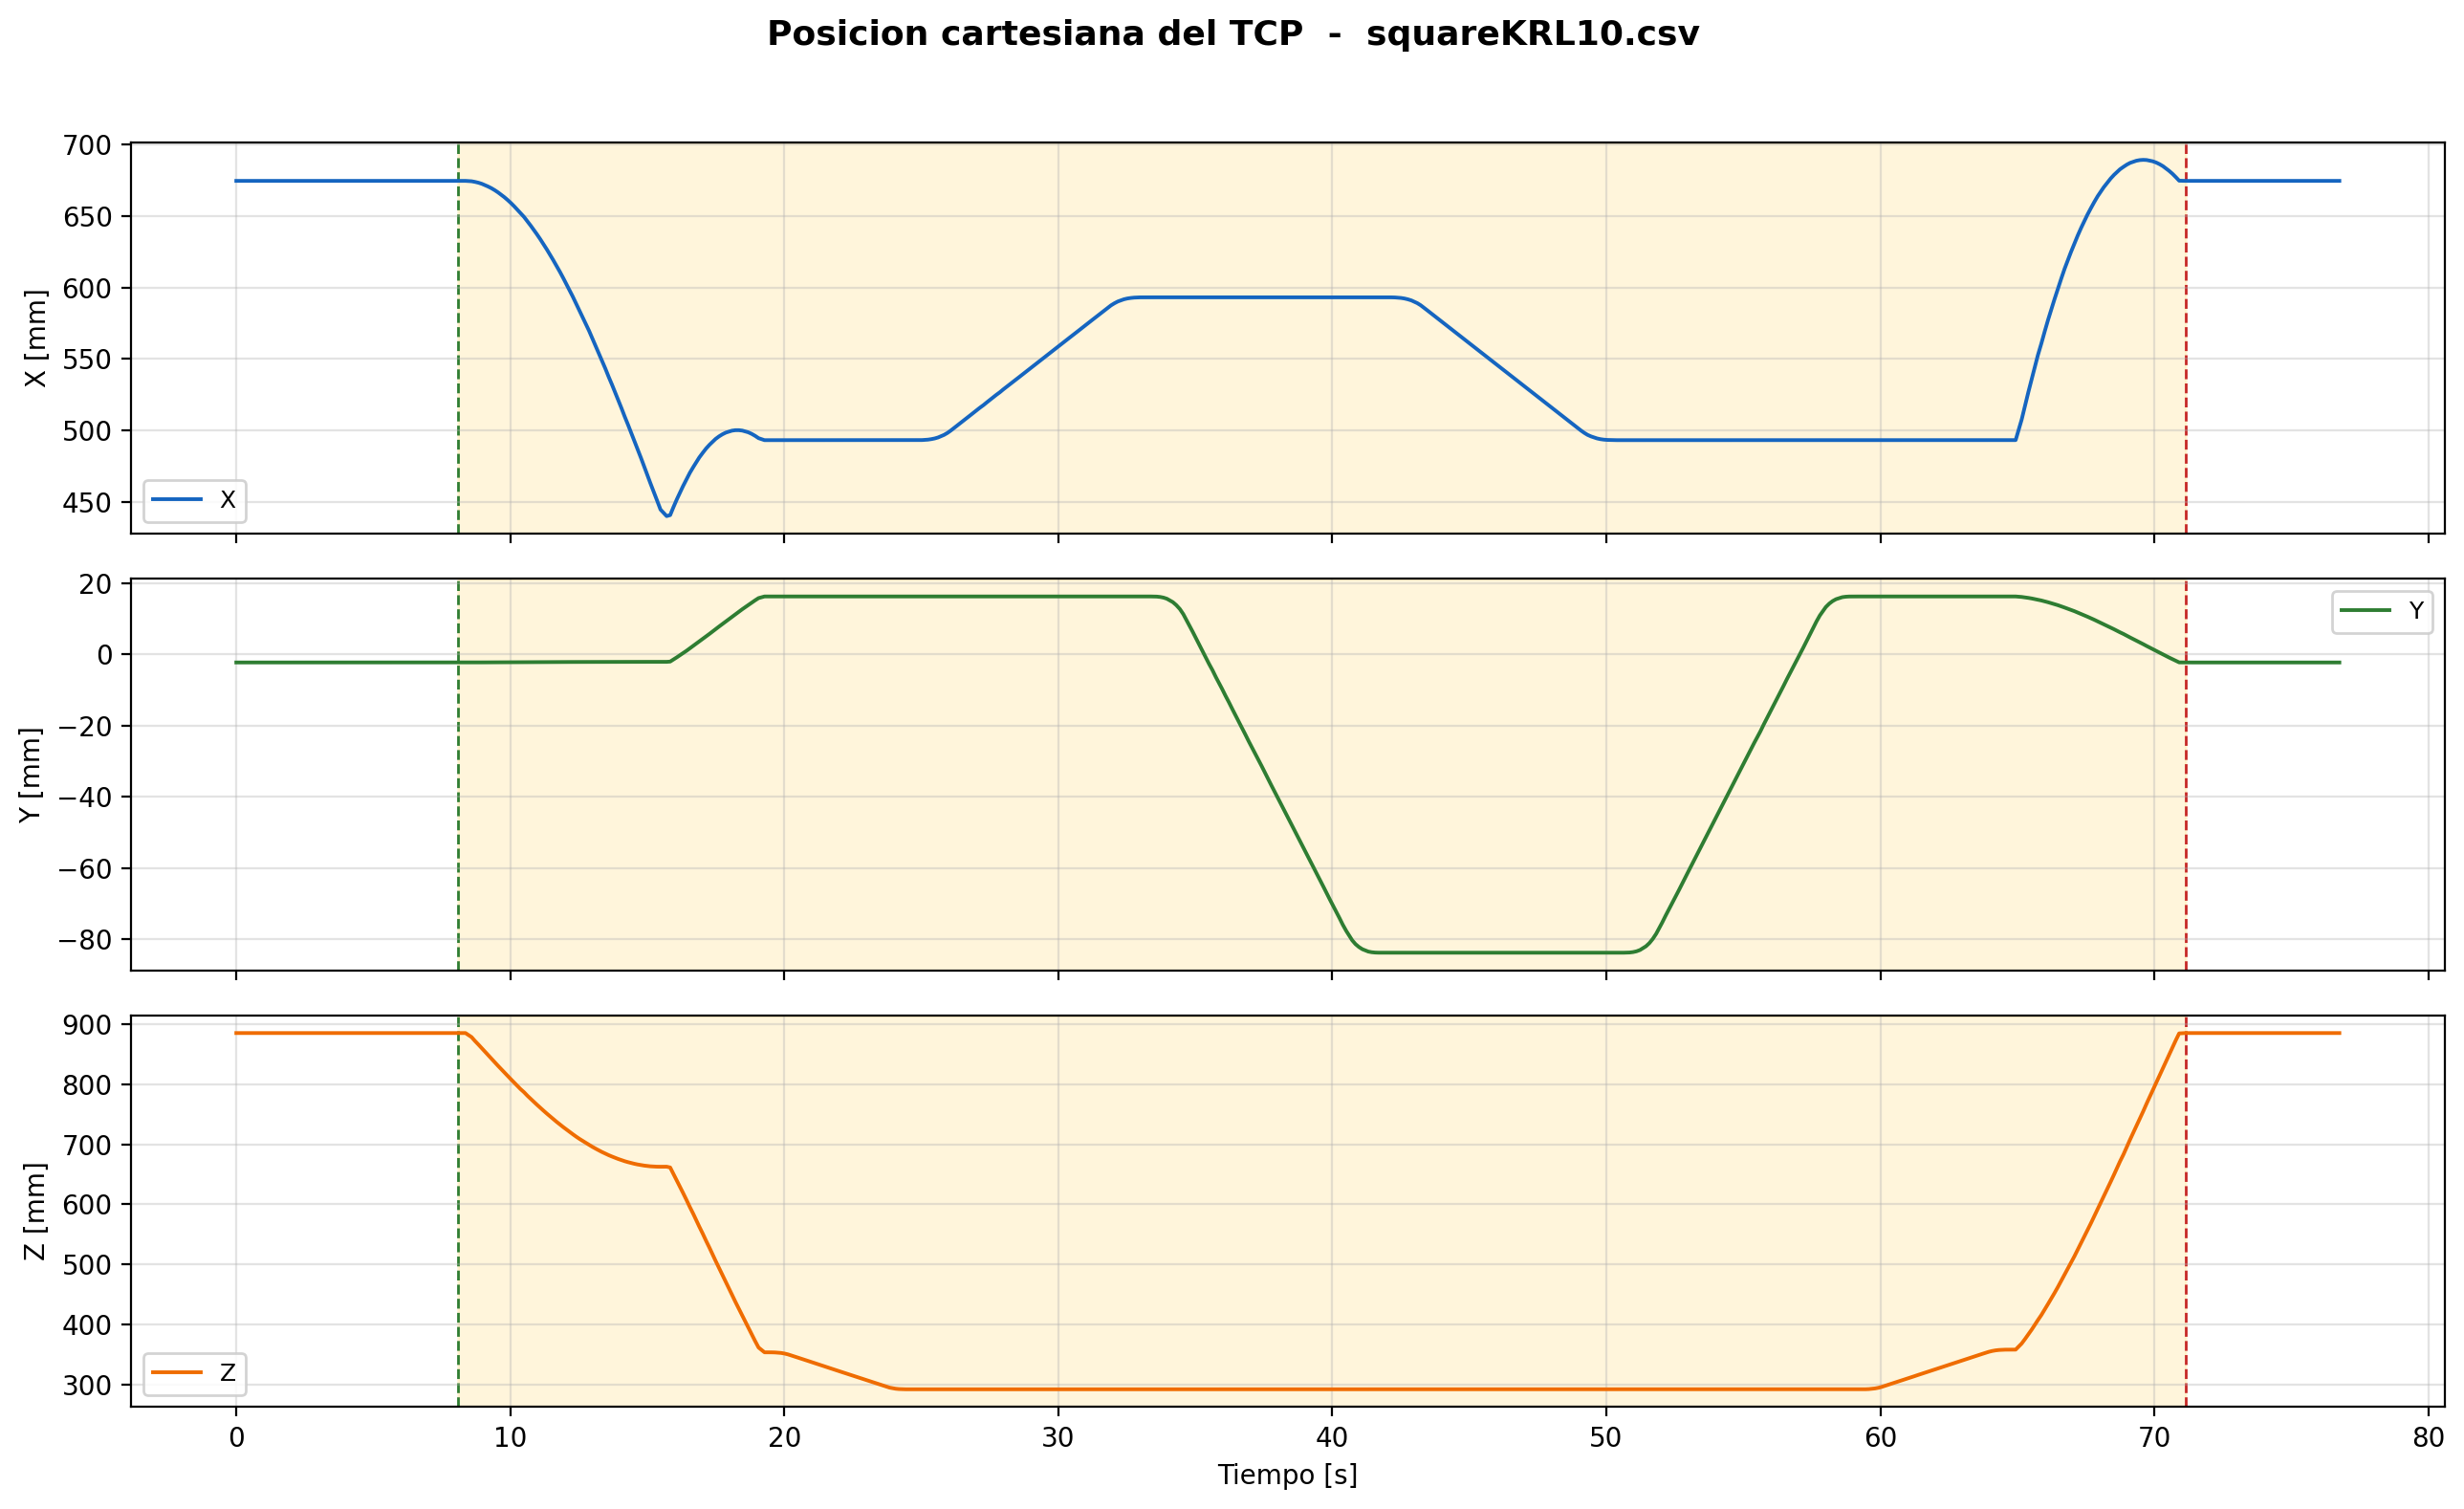 Posicion cartesiana del TCP - squareKRL10.csv
700
650
600
550
500
450
X [mm]
X
20
0
−20
−40
−60
−80
Y [mm]
Y
900
800
700
600
500
400
300
Z [mm]
Z
0 10 20 30 40 50 60 70 80
Tiempo [s]